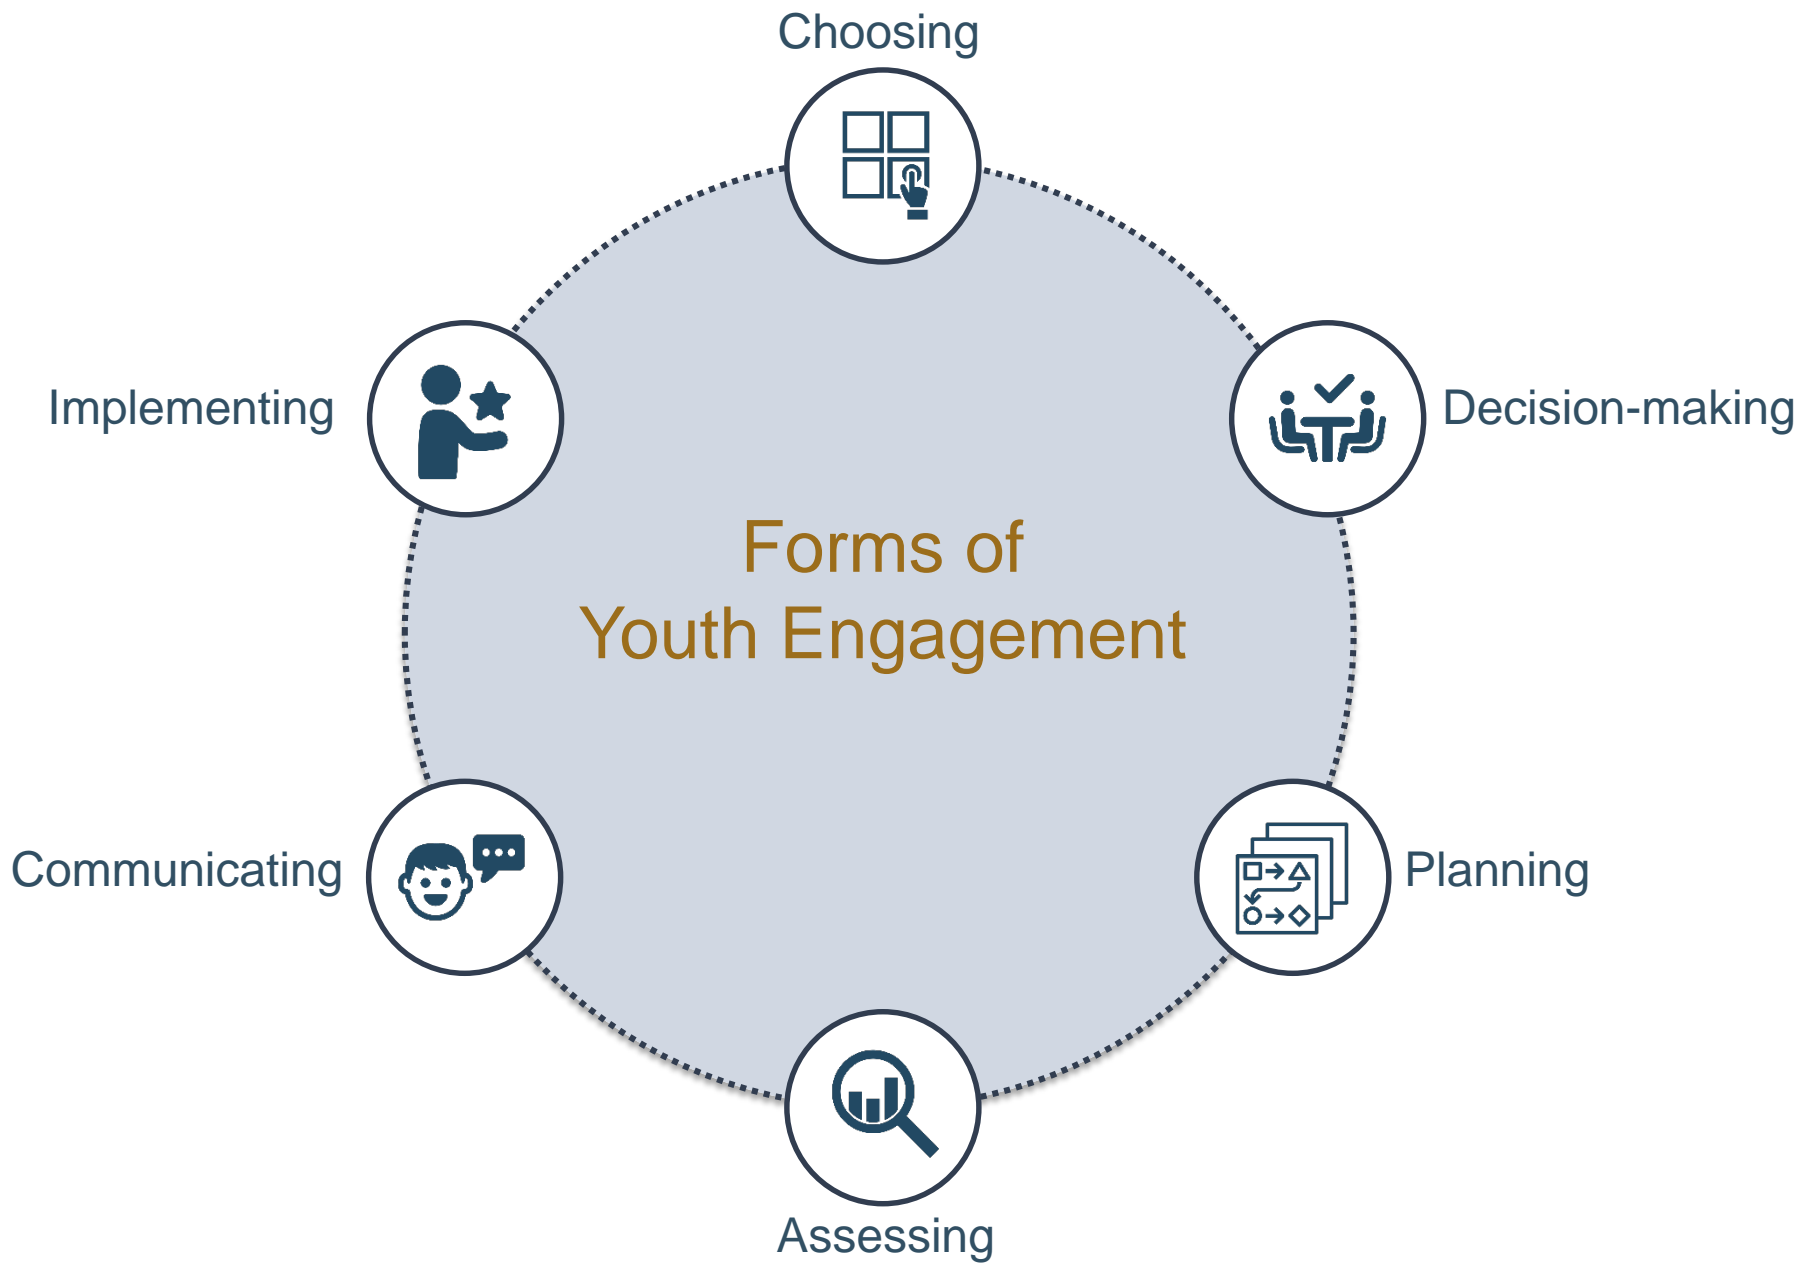 Choosing
Implementing
Decision-making
Forms of
Youth Engagement
Communicating
Planning
Assessing